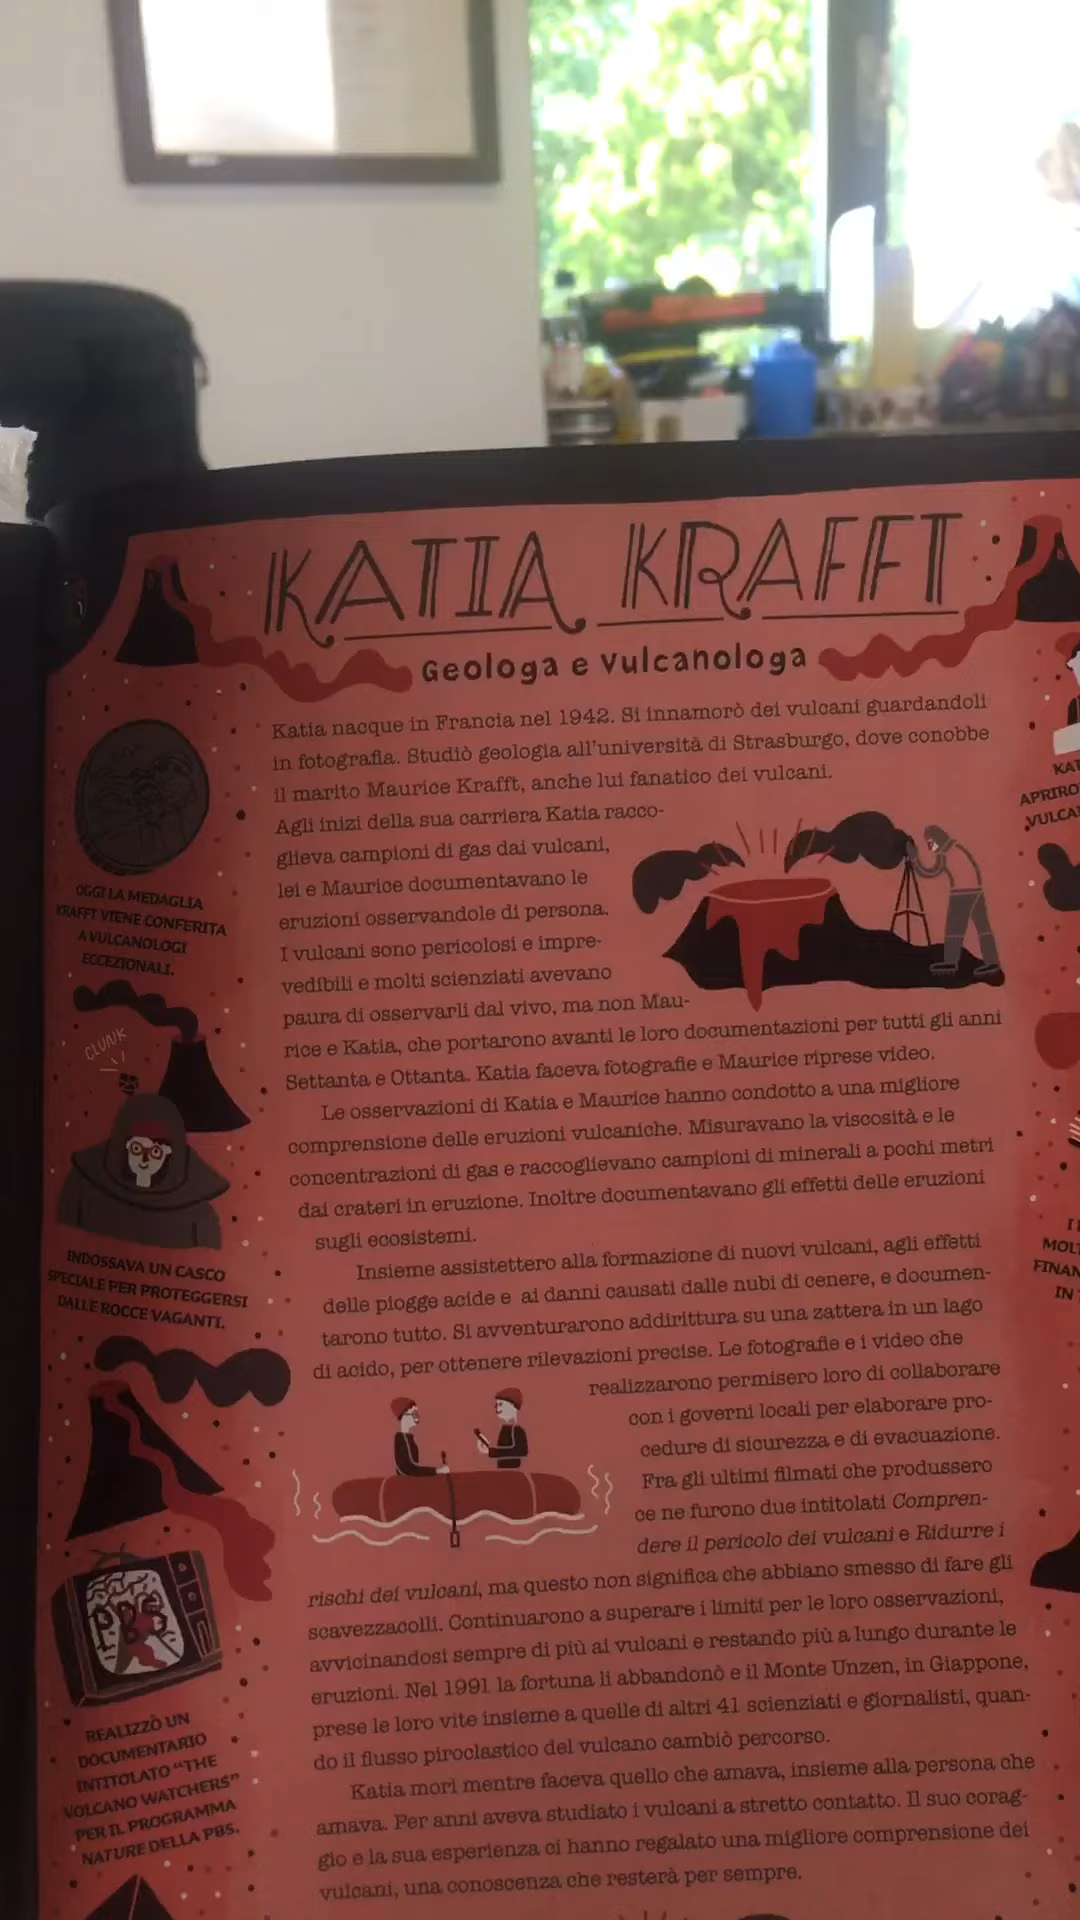 KATIA KRAFFT
Geologa e Vulcanologa
Katia nacque in Francia nel 1942. Si innamorò dei vulcani guardandoli
in fotografia. Studiò geologia all'università di Strasburgo, dove conobbe
il marito Maurice Krafft, anche lui fanatico dei vulcani.
Agli inizi della sua carriera Katia racco-
glieva campioni di gas dai vulcani,
lei e Maurice documentavano le
eruzioni osservandole di persona.
I vulcani sono pericolosi e impre-
vedibili e molti scienziati avevano
paura di osservarli dal vivo, ma non Mau-
rice e Katia, che portarono avanti le loro documentazioni per tutti gli anni
Settanta e Ottanta. Katia faceva fotografie e Maurice riprese video.
Le osservazioni di Katia e Maurice hanno condotto a una migliore
comprensione delle eruzioni vulcaniche. Misuravano la viscosità e le
concentrazioni di gas e raccoglievano campioni di minerali a pochi metri
dai crateri in eruzione. Inoltre documentavano gli effetti delle eruzioni
sugli ecosistemi.
Insieme assistettero alla formazione di nuovi vulcani, agli effetti
delle piogge acide e ai danni causati dalle nubi di cenere, e documen-
tarono tutto. Si avventurarono addirittura su una zattera in un lago
di acido, per ottenere rilevazioni precise. Le fotografie e i video che
realizzarono permisero loro di collaborare
con i governi locali per elaborare pro-
cedure di sicurezza e di evacuazione.
Fra gli ultimi filmati che produssero
ce ne furono due intitolati Compren-
dere il pericolo dei vulcani e Ridurre i
rischi dei vulcani, ma questo non significa che abbiano smesso di fare gli
scavezzacolli. Continuarono a superare i limiti per le loro osservazioni,
avvicinandosi sempre di più ai vulcani e restando più a lungo durante le
eruzioni. Nel 1991 la fortuna li abbandonò e il Monte Unzen, in Giappone,
prese le loro vite insieme a quelle di altri 41 scienziati e giornalisti, quan-
do il flusso piroclastico del vulcano cambiò percorso.
Katia morì mentre faceva quello che amava, insieme alla persona che
amava. Per anni aveva studiato i vulcani a stretto contatto. Il suo corag-
gio e la sua esperienza ci hanno regalato una migliore comprensione dei
vulcani, una conoscenza che resterà per sempre.
OGGI LA MEDAGLIA
KRAFFT VIENE CONFERITA
A VULCANOLOGI
ECCEZIONALI.
CLUNK
INDOSSAVA UN CASCO
SPECIALE PER PROTEGGERSI
DALLE ROCCE VAGANTI.
PBS
REALIZZÒ UN
DOCUMENTARIO
INTITOLATO "THE
VOLCANO WATCHERS"
PER IL PROGRAMMA
NATURE DELLA PBS.
KAT
APRIRO
VULCA
I
MOL
FINAN
IN